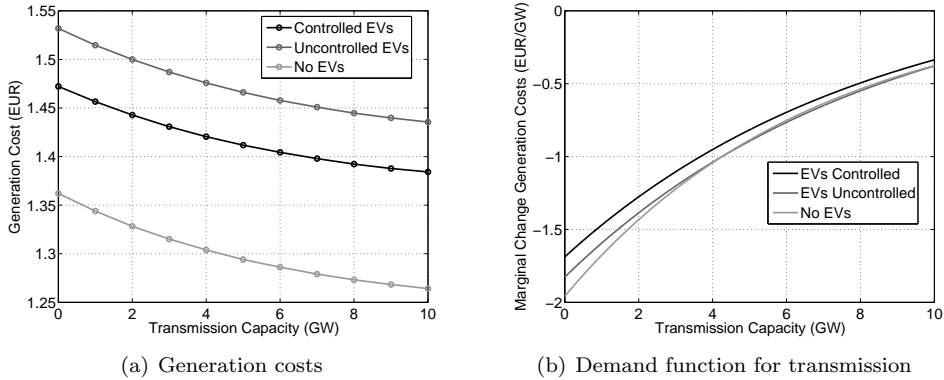 1.55
1.5
1.45
1.4
1.35
1.3
1.25
Generation Cost (EUR)
0 2 4 6 8 10
Transmission Capacity (GW)
Controlled EVs
Uncontrolled EVs
No EVs
(a) Generation costs
0
−0.5
−1
−1.5
−2
Marginal Change Generation Costs (EUR/GW)
0 2 4 6 8 10
Transmission Capacity (GW)
EVs Controlled
EVs Uncontrolled
No EVs
(b) Demand function for transmission